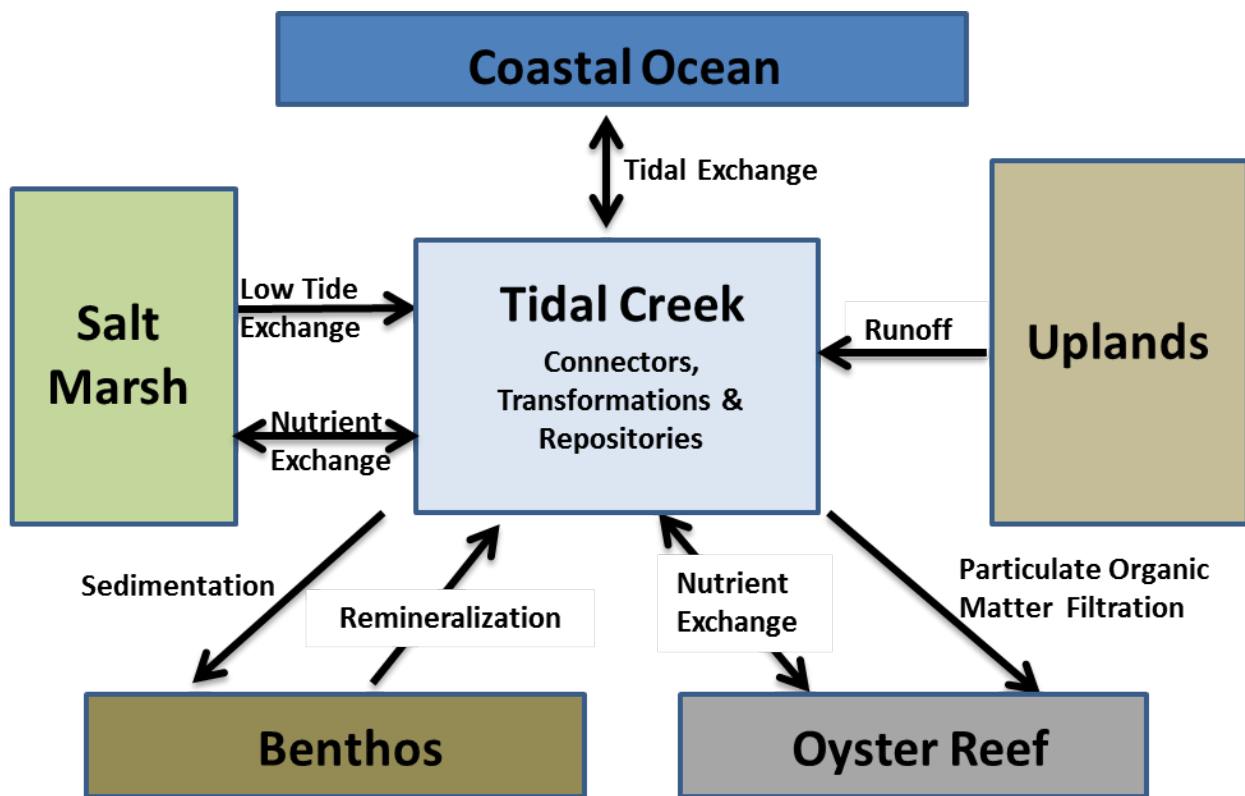 Coastal Ocean
Tidal Exchange
Salt
Marsh
Low Tide
Exchange
Nutrient
Exchange
Tidal Creek
Connectors,
Transformations &
Repositories
Runoff
Uplands
Sedimentation
Remineralization
Nutrient
Exchange
Particulate Organic
Matter Filtration
Benthos
Oyster Reef